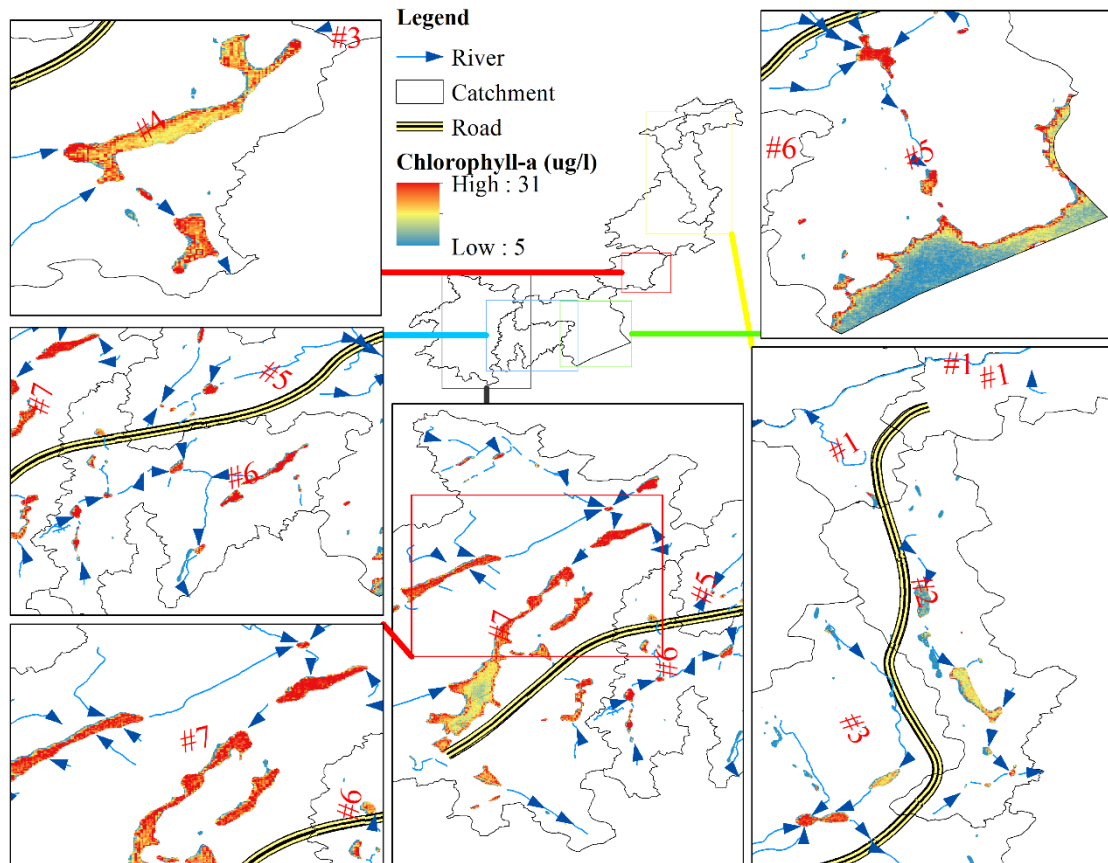 Legend
River
Catchment
Road
Chlorophyll-a (ug/l)
High : 31
Low : 5
#3
#4
#6
#5
#5
#7
#6
#5
#7
#6
#7
#6
#1
#1
#1
#2
#3